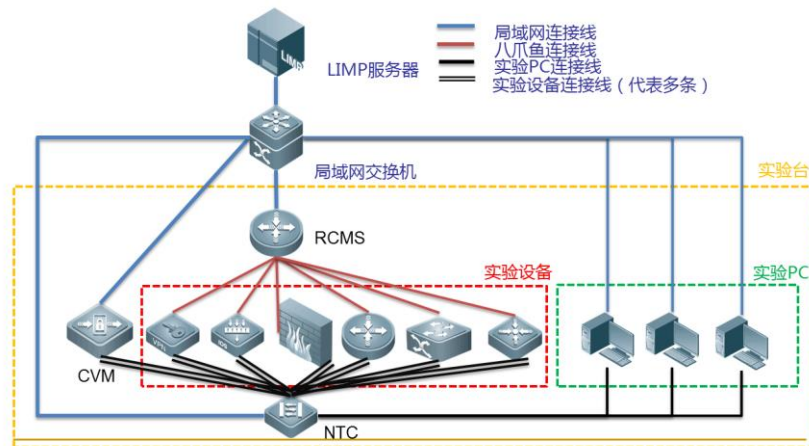 LIMP
LIMP服务器
局域网连接线
八爪鱼连接线
实验PC连接线
实验设备连接线（代表多条）
局域网交换机
实验台
RCMS
实验设备
实验PC
VPN
IDS
CVM
NTC